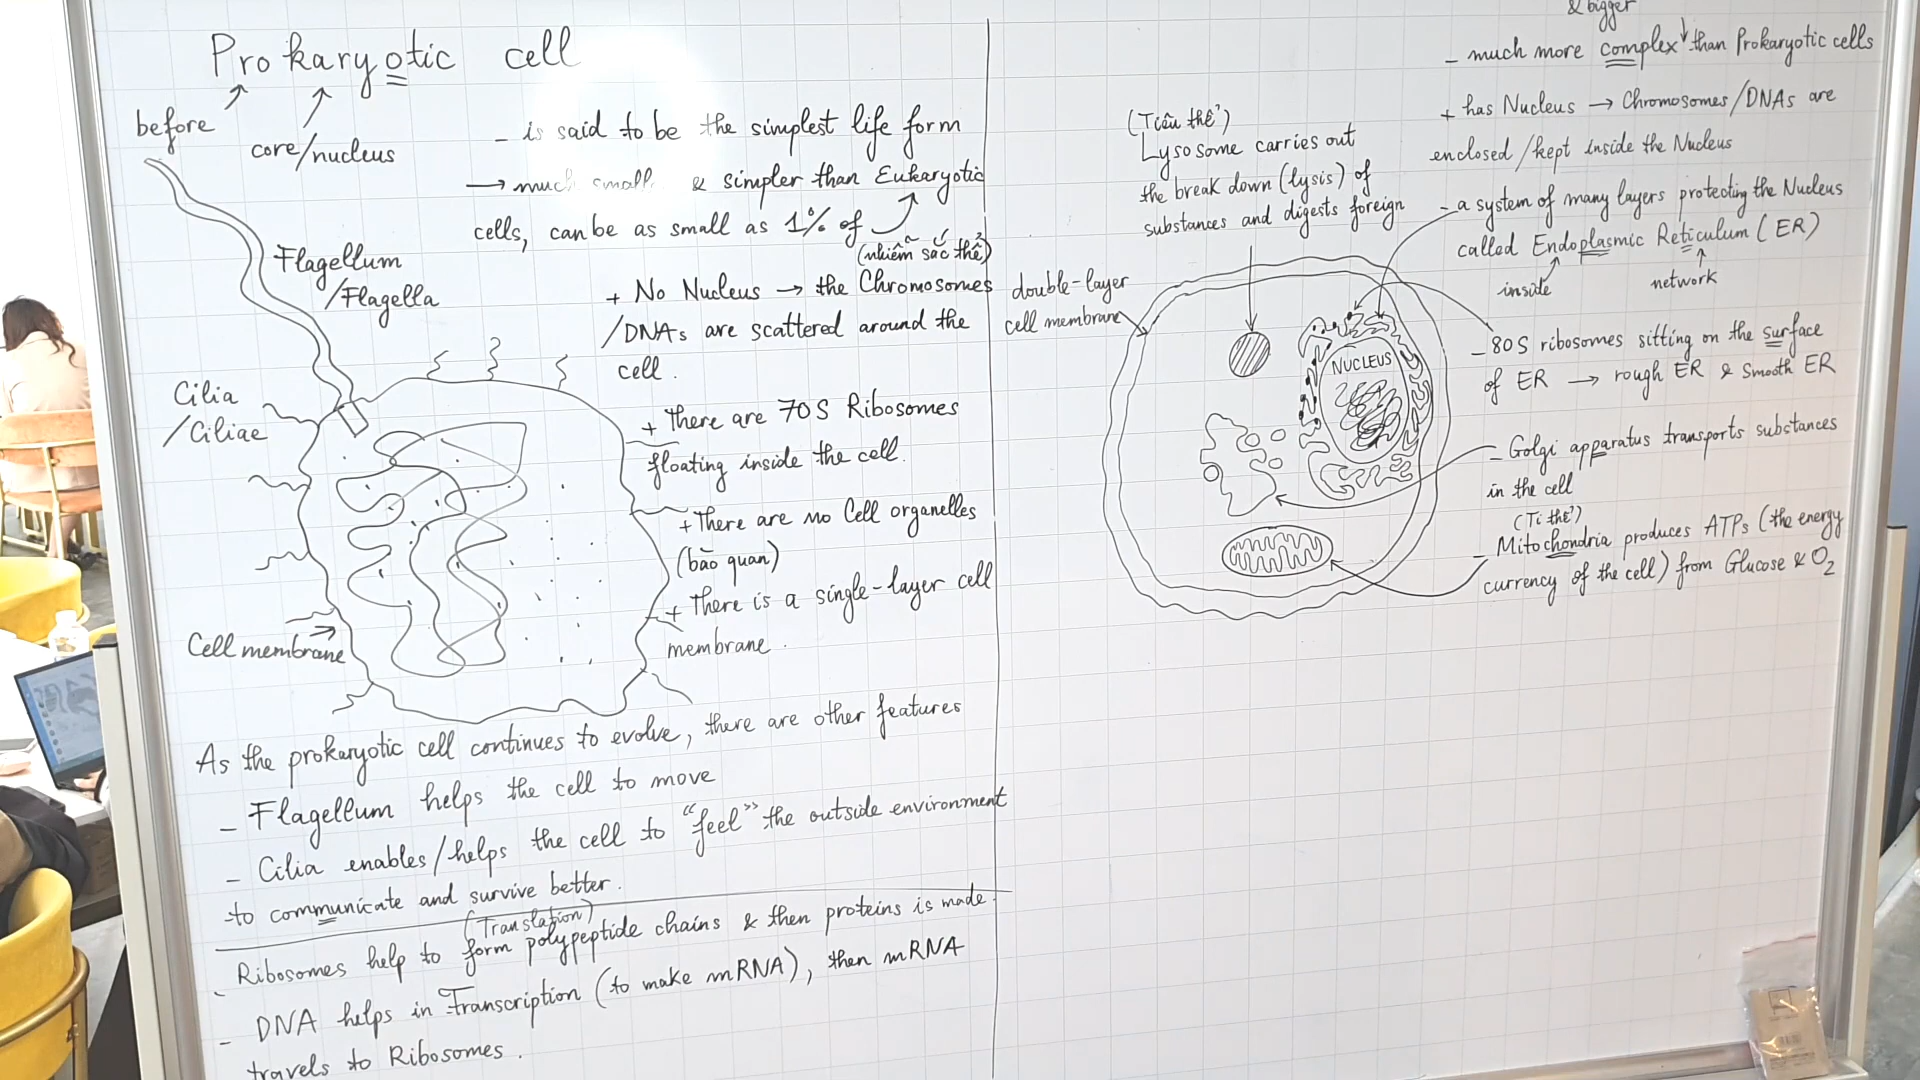 Prokaryotic cell
before
core/nucleus
- is said to be the simplest life form
→ much small & simpler than Eukaryotic
cells, can be as small as 1% of
(nhiễm sắc thể)
Flagellum
/Flagella
+ No Nucleus → the Chromosomes
/DNAs are scattered around the
cell.
Cilia
/Ciliae
+ There are 70S Ribosomes
floating inside the cell.
+ There are no Cell organelles
(bào quan)
+ There is a single-layer cell
membrane.
Cell membrane
As the prokaryotic cell continues to evolve, there are other features
- Flagellum helps the cell to move
- Cilia enables/helps the cell to "feel" the outside environment
to communicate and survive better.
(Translation)
- Ribosomes help to form polypeptide chains & then proteins is made.
- DNA helps in Transcription (to make mRNA), then mRNA
travels to Ribosomes.
& bigger
- much more complex than Prokaryotic cells
+ has Nucleus → Chromosomes/DNAs are
enclosed/kept inside the Nucleus
- a system of many layers protecting the Nucleus
called Endoplasmic Reticulum (ER)
inside
network
(Tiêu thể)
Lysosome carries out
the break down (lysis) of
substances and digests foreign
double-layer
cell membrane
NUCLEUS
- 80S ribosomes sitting on the surface
of ER → rough ER & Smooth ER
- Golgi apparatus transports substances
in the cell
(Ti thể)
- Mitochondria produces ATPs (the energy
currency of the cell) from Glucose & O2